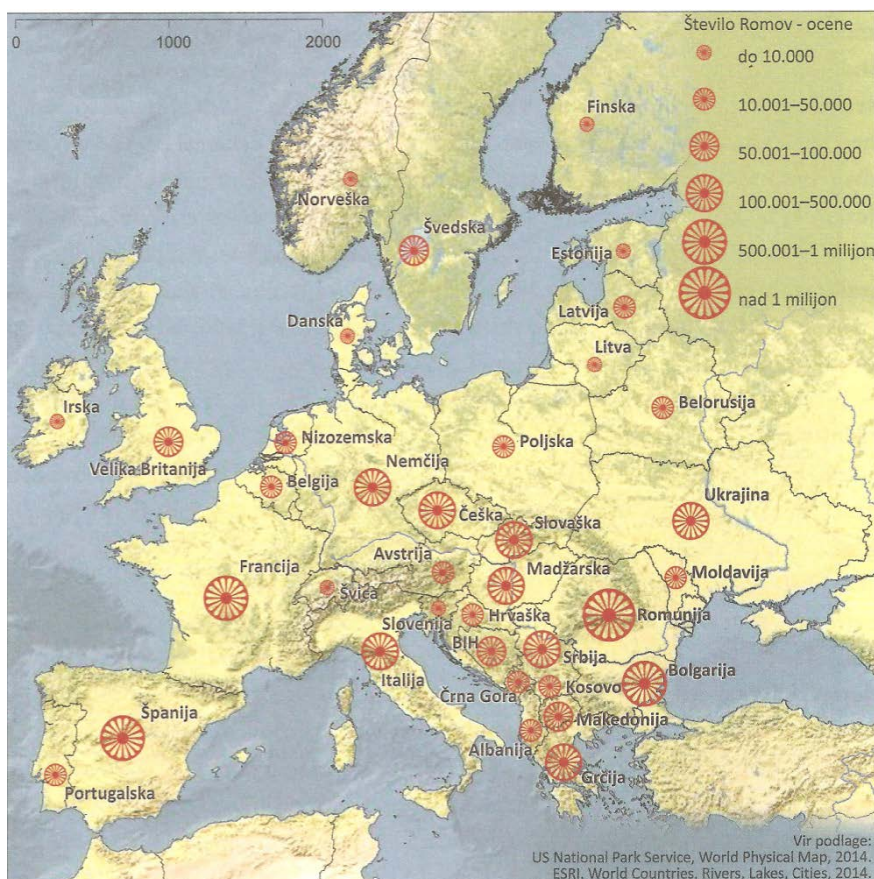 0 1000 2000
Število Romov - ocene
do 10.000
10.001–50.000
50.001–100.000
100.001–500.000
500.001–1 milijon
nad 1 milijon
Finska
Norveška
Švedska
Estonija
Latvija
Danska
Litva
Irska
Belorusija
Velika Britanija
Nizozemska
Poljska
Nemčija
Belgija
Ukrajina
Češka
Slovaška
Avstrija
Francija
Madžarska
Moldavija
Švica
Slovenija
Hrvaška
Romunija
BIH
Srbija
Italija
Bolgarija
Črna Gora
Kosovo
Španija
Makedonija
Albanija
Grčija
Portugalska
Vir podlage:
US National Park Service, World Physical Map, 2014.
ESRI, World Countries, Rivers, Lakes, Cities, 2014.